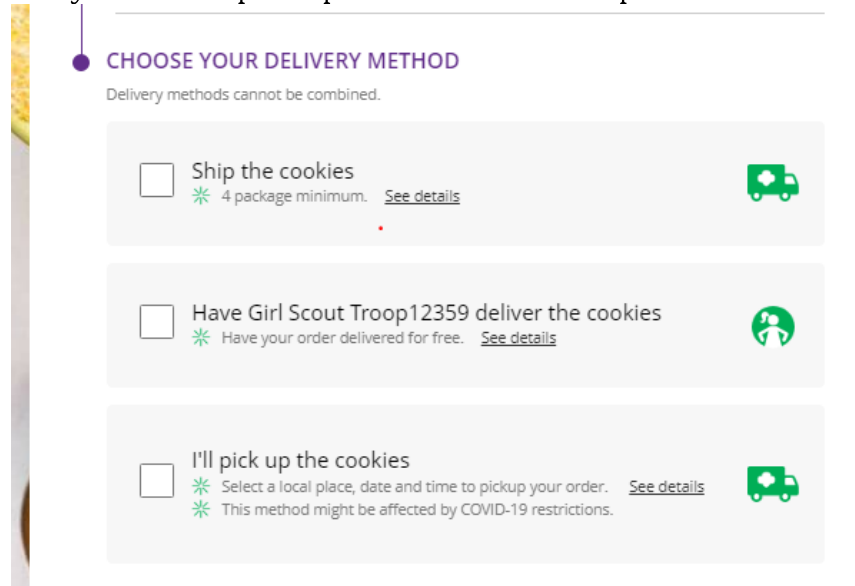 CHOOSE YOUR DELIVERY METHOD
Delivery methods cannot be combined.
Ship the cookies
4 package minimum. See details
Have Girl Scout Troop12359 deliver the cookies
Have your order delivered for free. See details
I'll pick up the cookies
Select a local place, date and time to pickup your order. See details
This method might be affected by COVID-19 restrictions.